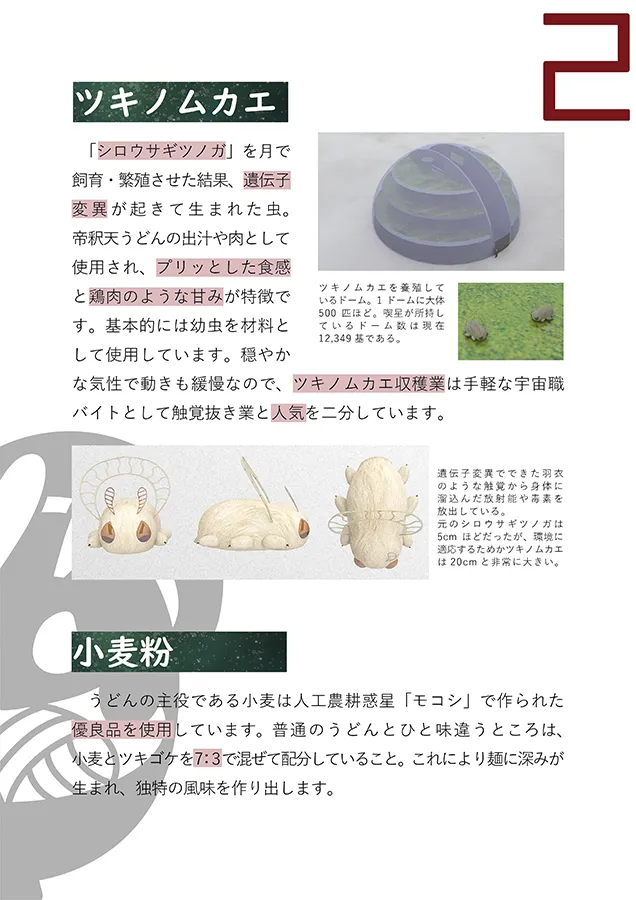 2
ツキノムカエ
「シロウサギツノガ」を月で
飼育・繁殖させた結果、遺伝子
変異が起きて生まれた虫。
帝釈天うどんの出汁や肉として
使用され、プリッとした食感
と鶏肉のような甘みが特徴で
す。基本的には幼虫を材料と
して使用しています。穏やか
な気性で動きも緩慢なので、ツキノムカエ収穫業は手軽な宇宙職
バイトとして触覚抜き業と人気を二分しています。
ツキノムカエを養殖して
いるドーム。1 ドームに大体
500 匹ほど。喫星が所持し
ているドーム数は現在
12,349 基である。
遺伝子変異でできた羽衣
のような触覚から身体に
溜込んだ放射能や毒素を
放出している。
元のシロウサギツノガは
5cm ほどだったが、環境に
適応するためかツキノムカエ
は 20cm と非常に大きい。
小麦粉
うどんの主役である小麦は人工農耕惑星「モコシ」で作られた
優良品を使用しています。普通のうどんとひと味違うところは、
小麦とツキゴケを7:3で混ぜて配分していること。これにより麺に深みが
生まれ、独特の風味を作り出します。